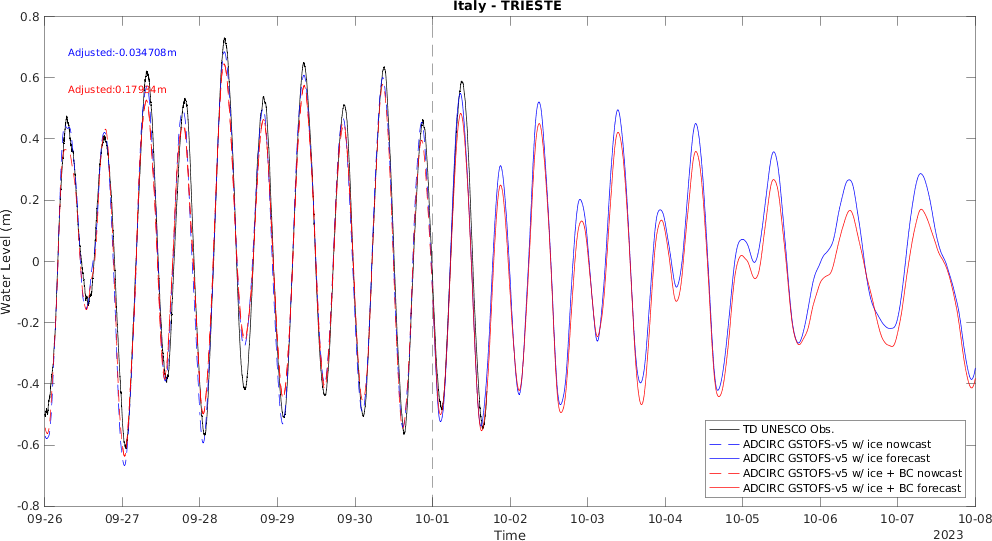 Italy - TRIESTE
0.8
0.6
0.4
0.2
0
-0.2
-0.4
-0.6
-0.8
Water Level (m)
Adjusted:-0.034708m
TD UNESCO Obs.
ADCIRC GSTOFS-v5 w/ ice nowcast
ADCIRC GSTOFS-v5 w/ ice forecast
ADCIRC GSTOFS-v5 w/ ice + BC nowcast
ADCIRC GSTOFS-v5 w/ ice + BC forecast
09-26 09-27 09-28 09-29 09-30 10-01 10-02 10-03 10-04 10-05 10-06 10-07 10-08
Time
2023